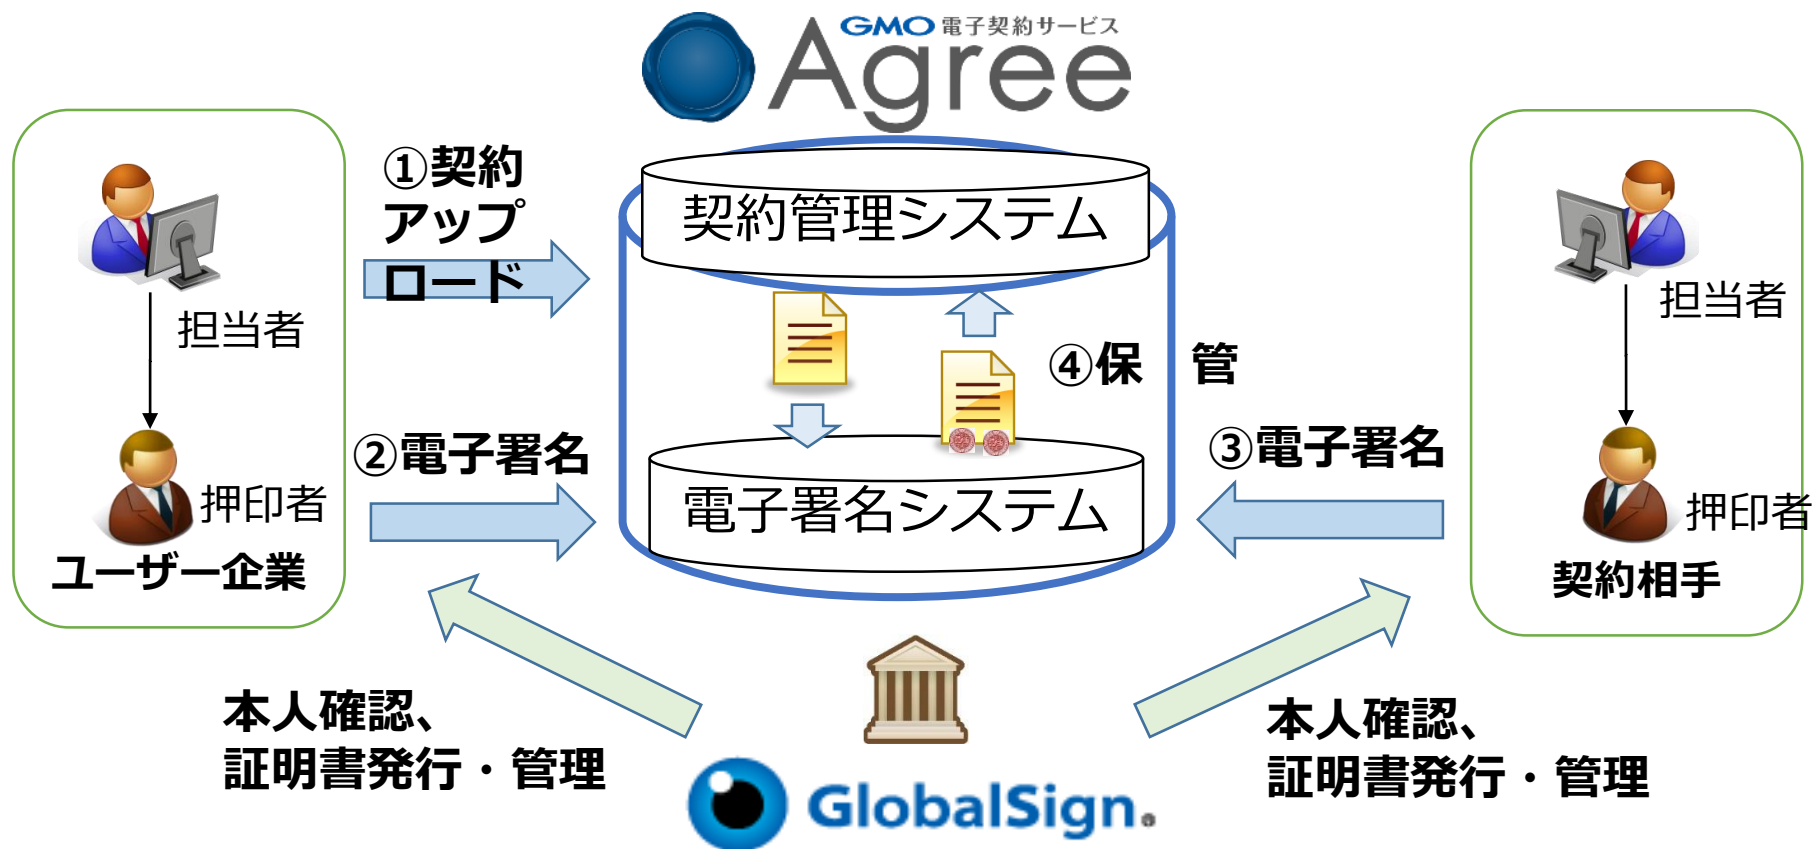 GMO 電子契約サービス
Agree
①契約
アップ
ロード
契約管理システム
担当者
担当者
④保　管
②電子署名
③電子署名
電子署名システム
押印者
押印者
ユーザー企業
契約相手
本人確認、
証明書発行・管理
本人確認、
証明書発行・管理
GlobalSign.